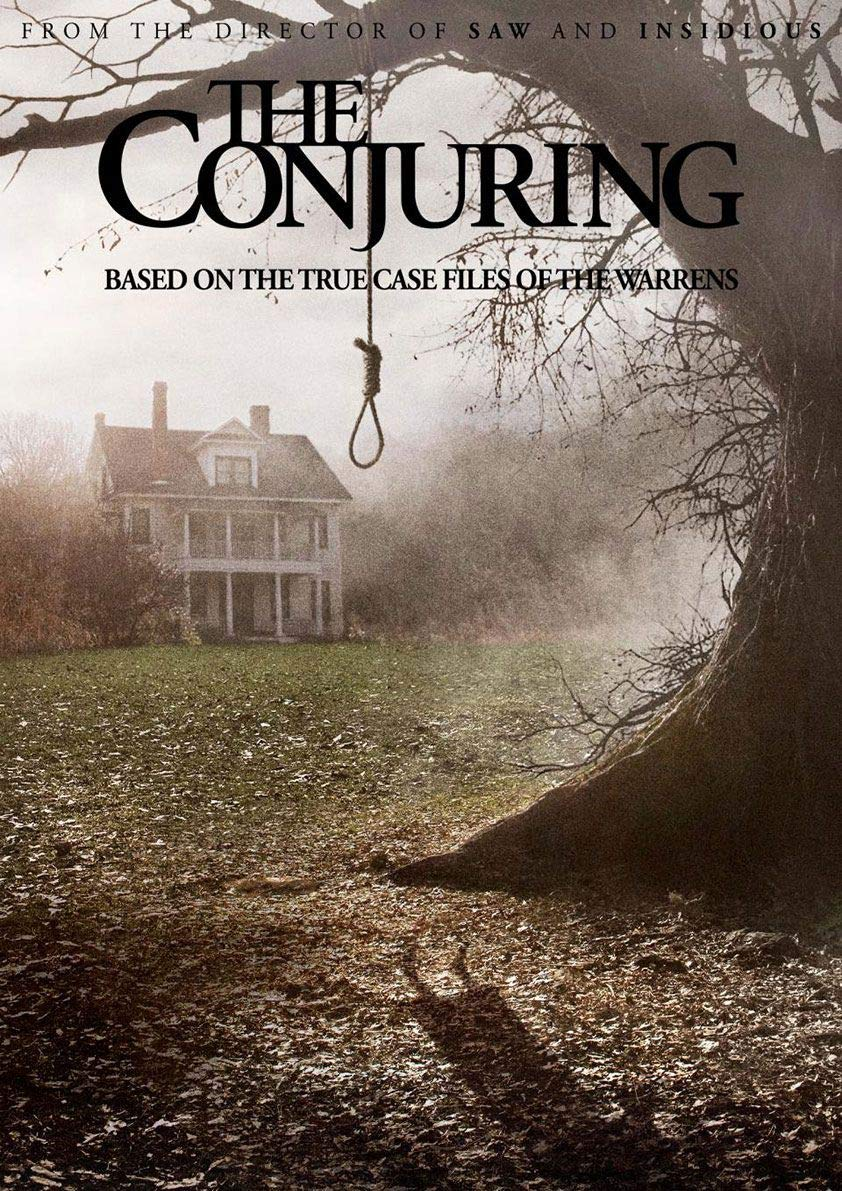 FROM THE DIRECTOR OF SAW AND INSIDIOUS
THE
CONJURING
BASED ON THE TRUE CASE FILES OF THE WARRENS